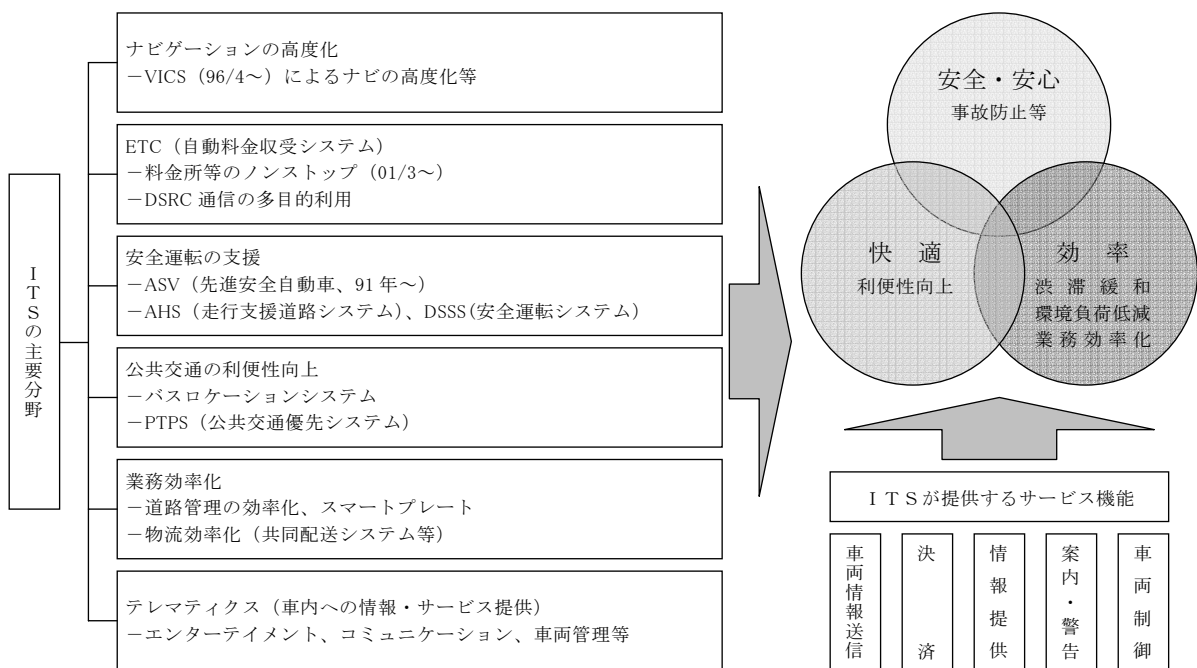 ITSの主要分野
ナビゲーションの高度化
－VICS（96/4～）によるナビの高度化等
ETC（自動料金収受システム）
－料金所等のノンストップ（01/3～）
－DSRC 通信の多目的利用
安全運転の支援
－ASV（先進安全自動車、91 年～）
－AHS（走行支援道路システム）、DSSS(安全運転システム）
公共交通の利便性向上
－バスロケーションシステム
－PTPS（公共交通優先システム）
業務効率化
－道路管理の効率化、スマートプレート
－物流効率化（共同配送システム等）
テレマティクス（車内への情報・サービス提供）
－エンターテイメント、コミュニケーション、車両管理等
安全・安心
事故防止等
快　適
利便性向上
効　率
渋 滞 緩 和
環境負荷低減
業 務 効 率 化
ＩＴＳが提供するサービス機能
車両情報送信
決　済
情報提供
案内・警告
車両制御